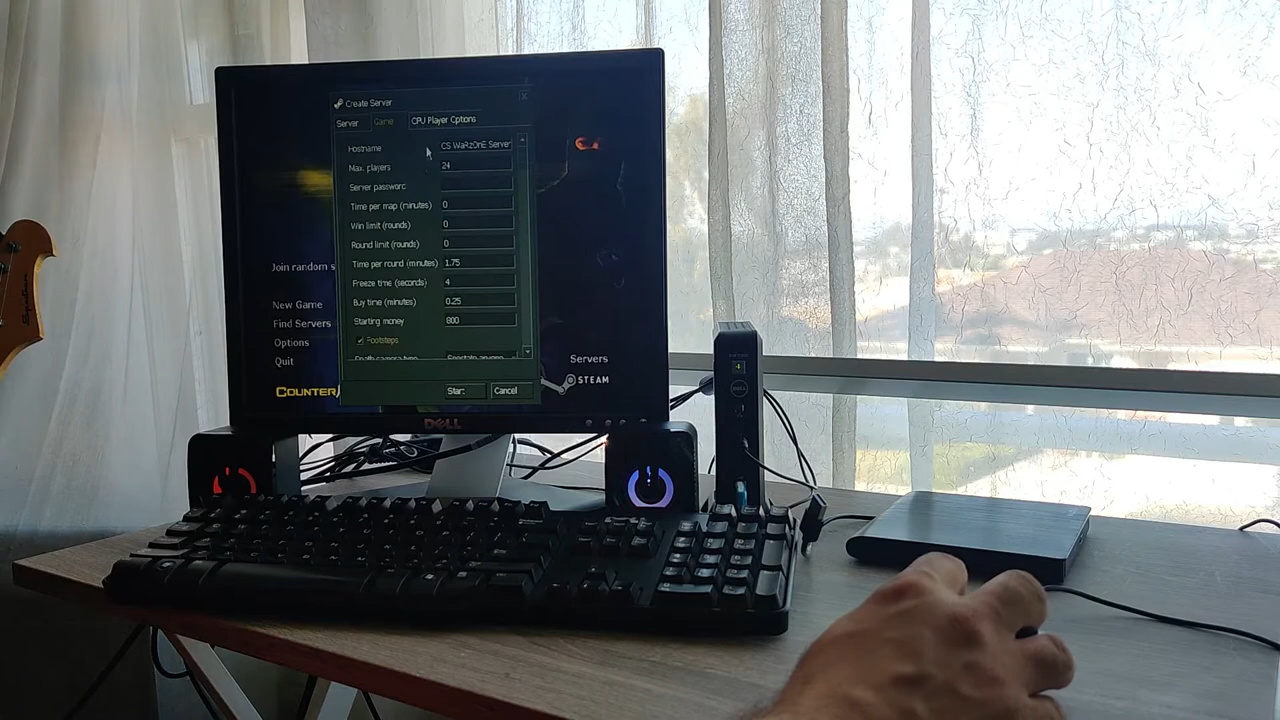 Create Server
Server Game CPU Player Options
Hostname CS WaRzOnE Server
Max. players 24
Server password
Time per map (minutes) 0
Win limit (rounds) 0
Round limit (rounds) 0
Time per round (minutes) 1.75
Freeze time (seconds) 4
Buy time (minutes) 0.25
Starting money 800
Footsteps
Start Cancel
Join random s
New Game
Find Servers
Options
Quit
COUNTER
Servers
STEAM
DELL
DELL